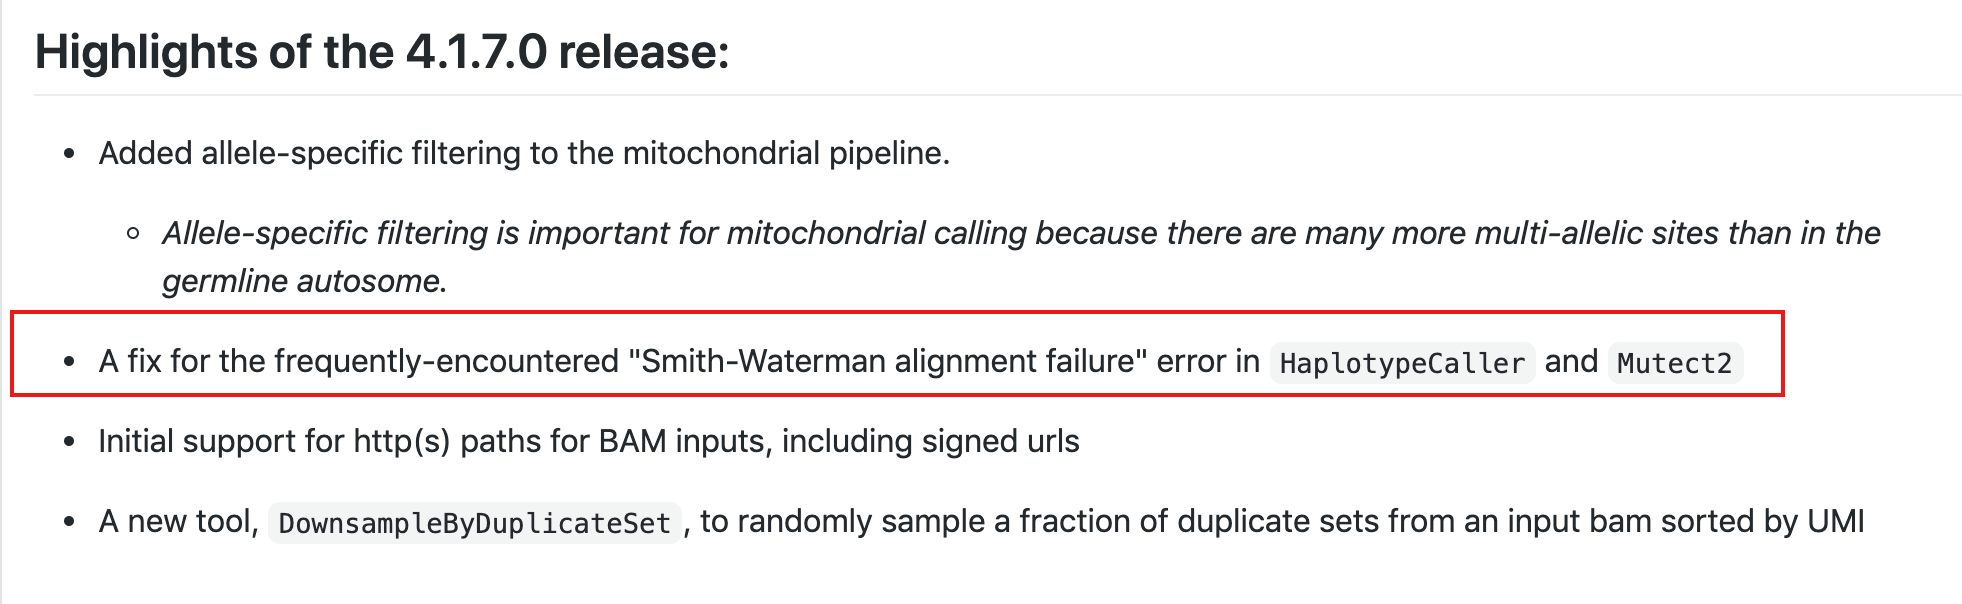 Highlights of the 4.1.7.0 release:
Added allele-specific filtering to the mitochondrial pipeline.
Allele-specific filtering is important for mitochondrial calling because there are many more multi-allelic sites than in the
germline autosome.
A fix for the frequently-encountered "Smith-Waterman alignment failure" error in HaplotypeCaller and Mutect2
Initial support for http(s) paths for BAM inputs, including signed urls
A new tool, DownsampleByDuplicateSet, to randomly sample a fraction of duplicate sets from an input bam sorted by UMI